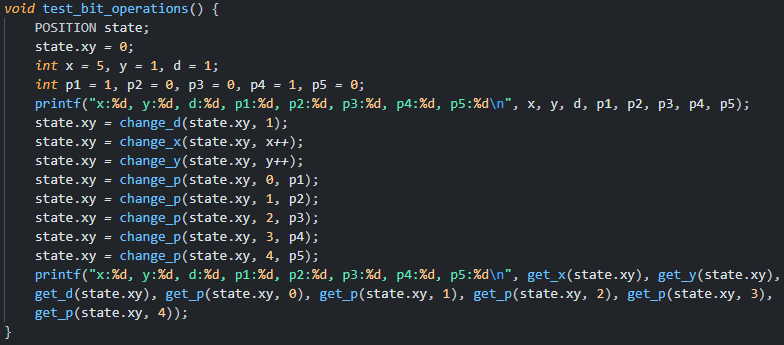 void test_bit_operations() {
    POSITION state;
    state.xy = 0;
    int x = 5, y = 1, d = 1;
    int p1 = 1, p2 = 0, p3 = 0, p4 = 1, p5 = 0;
    printf("x:%d, y:%d, d:%d, p1:%d, p2:%d, p3:%d, p4:%d, p5:%d\n", x, y, d, p1, p2, p3, p4, p5);
    state.xy = change_d(state.xy, 1);
    state.xy = change_x(state.xy, x++);
    state.xy = change_y(state.xy, y++);
    state.xy = change_p(state.xy, 0, p1);
    state.xy = change_p(state.xy, 1, p2);
    state.xy = change_p(state.xy, 2, p3);
    state.xy = change_p(state.xy, 3, p4);
    state.xy = change_p(state.xy, 4, p5);
    printf("x:%d, y:%d, d:%d, p1:%d, p2:%d, p3:%d, p4:%d, p5:%d\n", get_x(state.xy), get_y(state.xy),
    get_d(state.xy), get_p(state.xy, 0), get_p(state.xy, 1), get_p(state.xy, 2), get_p(state.xy, 3),
    get_p(state.xy, 4));
}